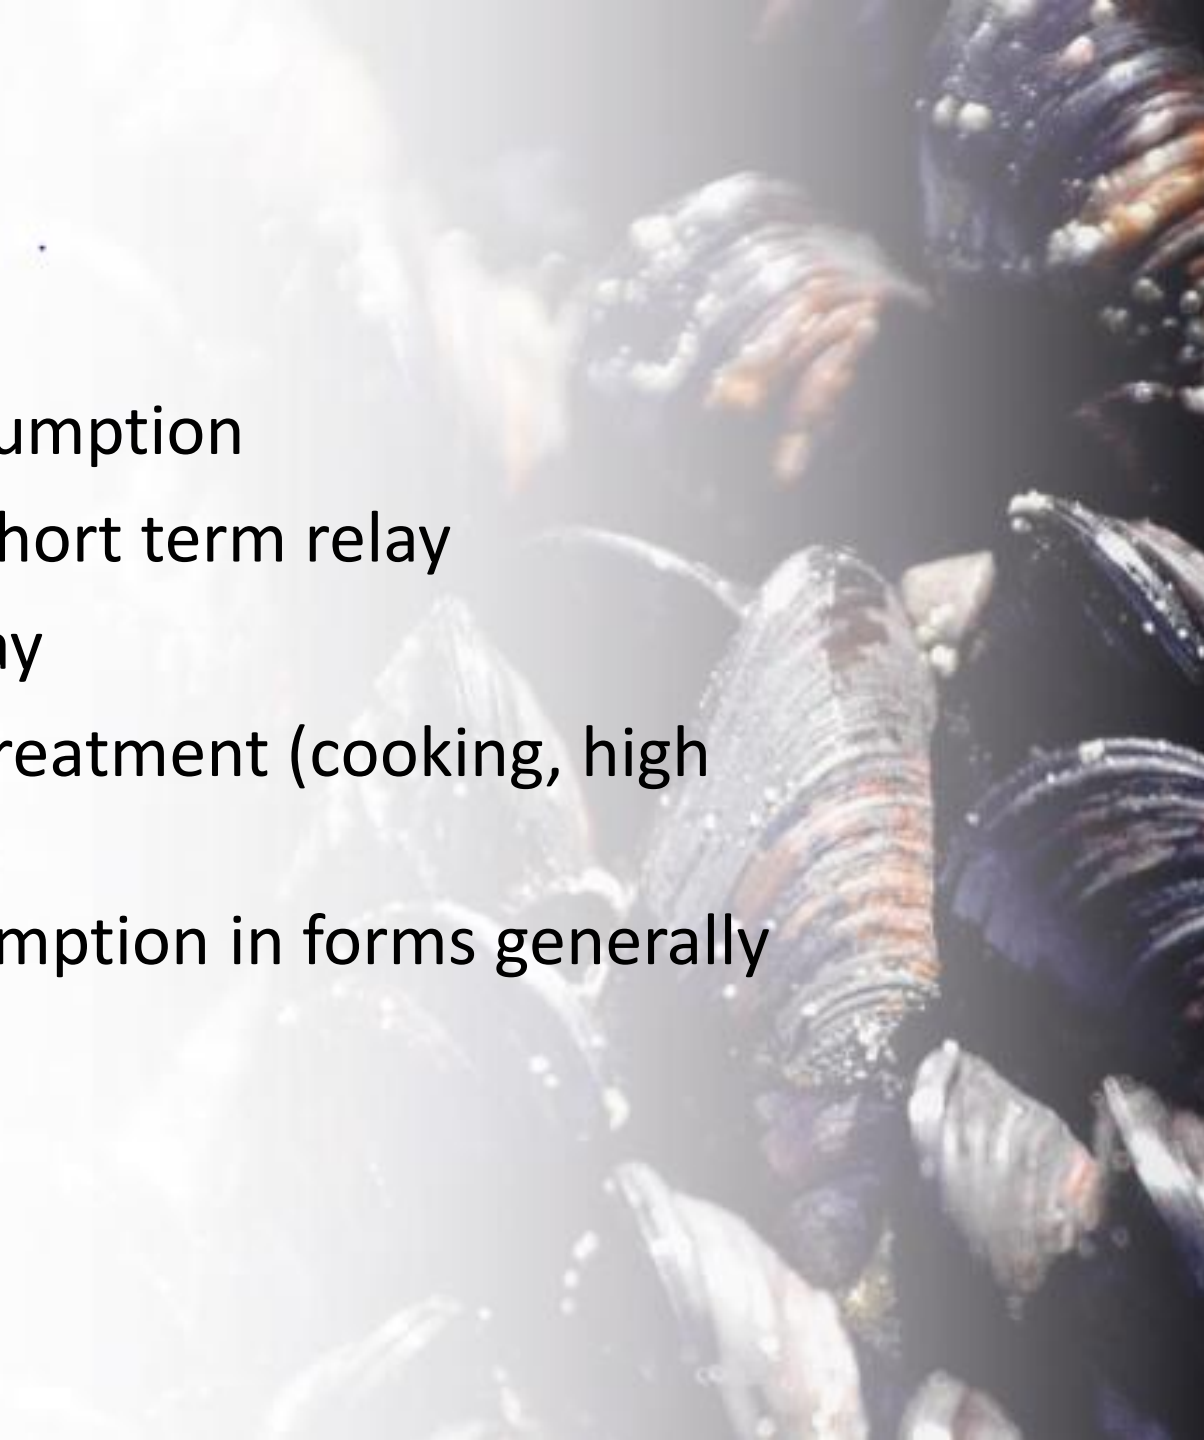 umption
hort term relay
ay
reatment (cooking, high
mption in forms generally